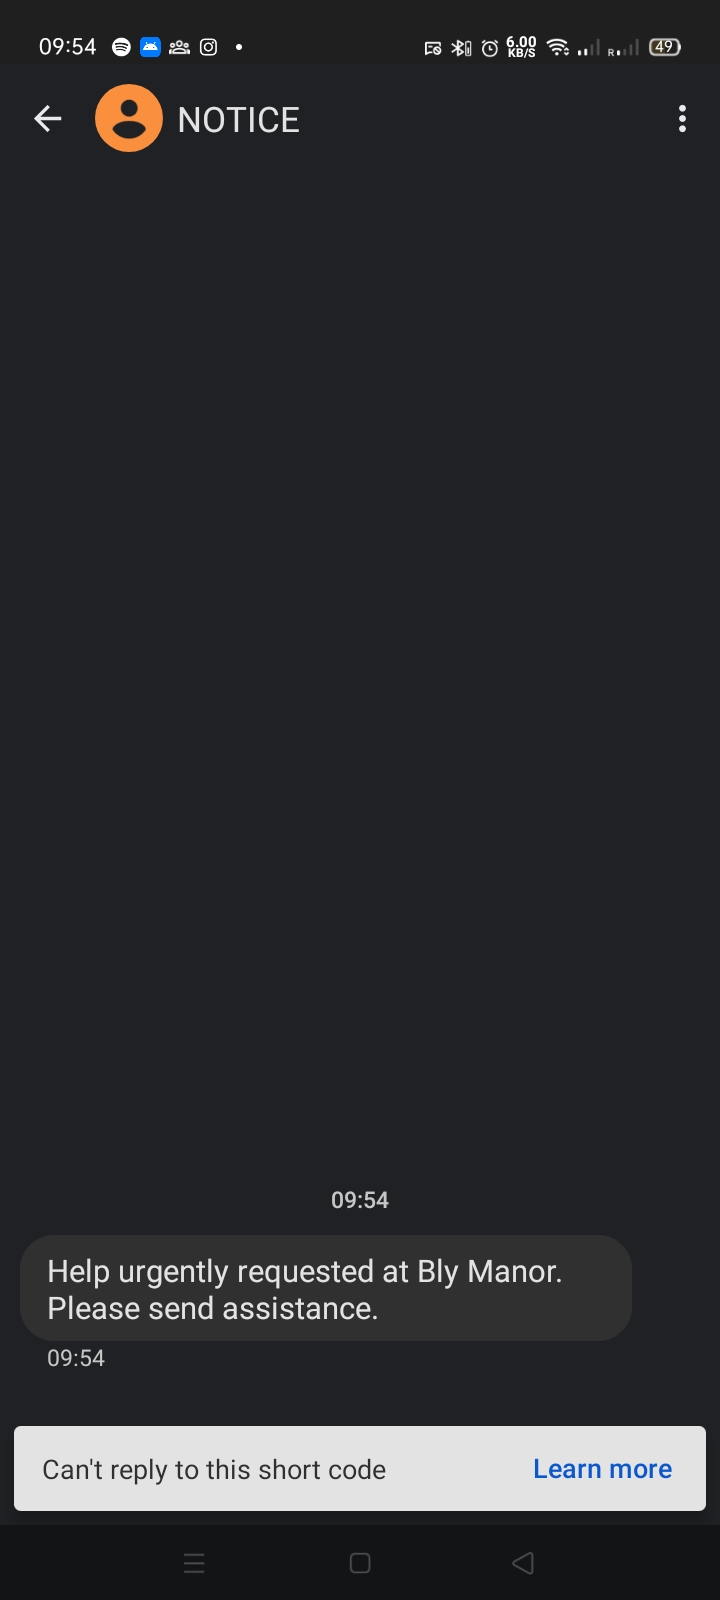 09:54
6.00
KB/S
R
49
NOTICE
09:54
Help urgently requested at Bly Manor.
Please send assistance.
09:54
Can't reply to this short code
Learn more